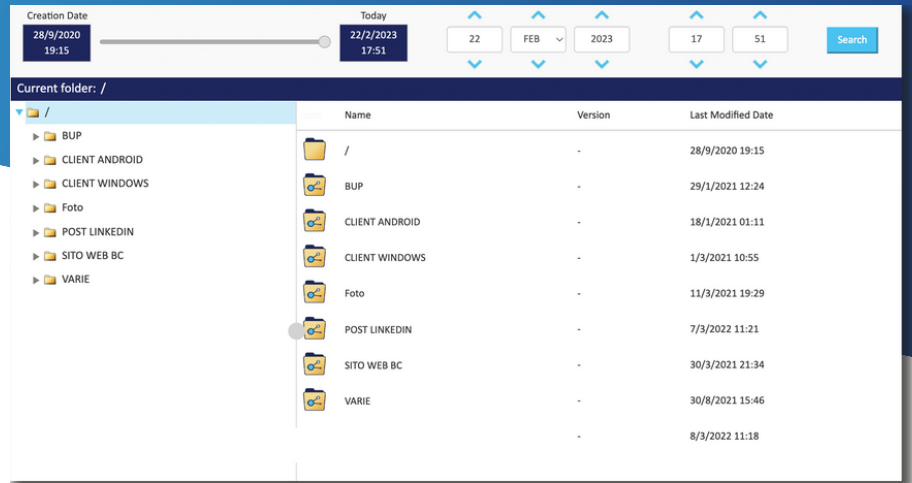 Creation Date
28/9/2020
19:15
Today
22/2/2023
17:51
22 FEB 2023 17 51 Search
Current folder: /
/
BUP
CLIENT ANDROID
CLIENT WINDOWS
Foto
POST LINKEDIN
SITO WEB BC
VARIE
Name Version Last Modified Date
/ - 28/9/2020 19:15
BUP - 29/1/2021 12:24
CLIENT ANDROID - 18/1/2021 01:11
CLIENT WINDOWS - 1/3/2021 10:55
Foto - 11/3/2021 19:29
POST LINKEDIN - 7/3/2022 11:21
SITO WEB BC - 30/3/2021 21:34
VARIE - 30/8/2021 15:46
- 8/3/2022 11:18